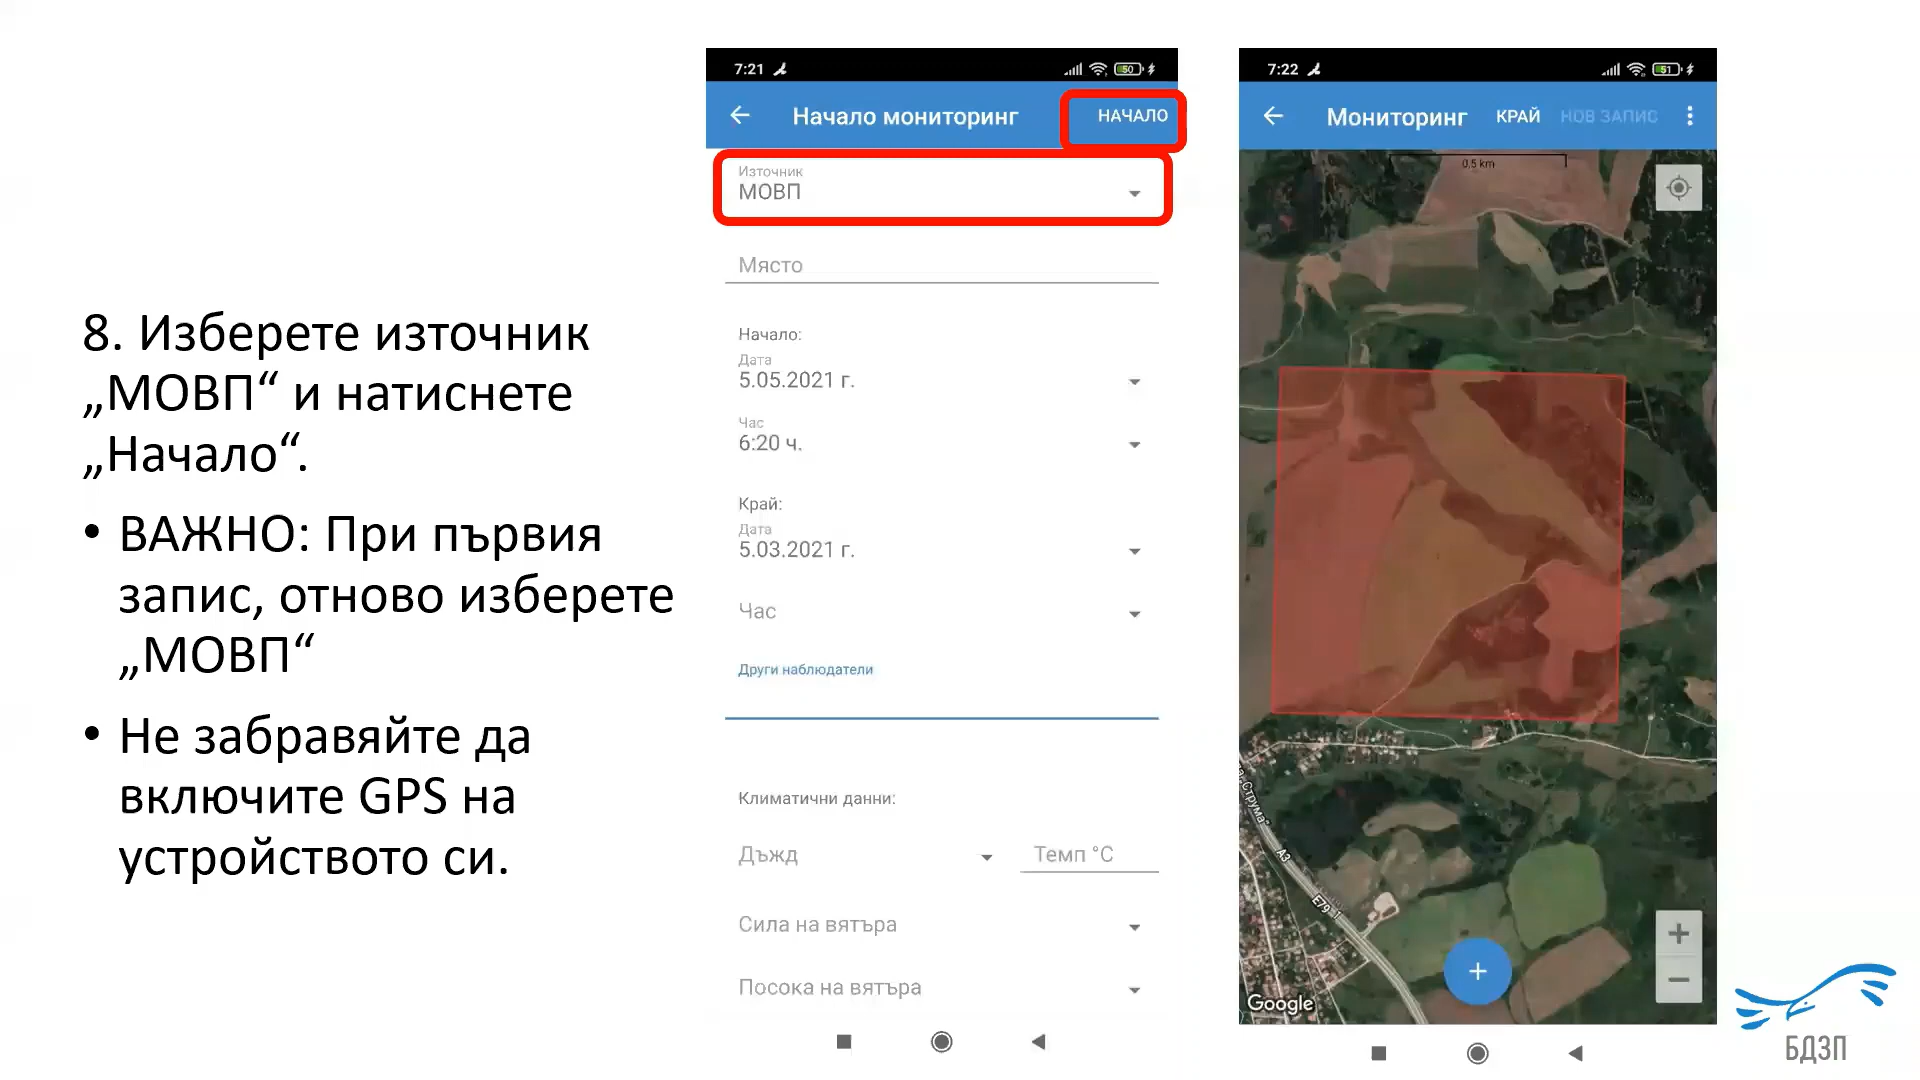 8. Изберете източник
„МОВП“ и натиснете
„Начало“.
• ВАЖНО: При първия
запис, отново изберете
„МОВП“
• Не забравяйте да
включите GPS на
устройството си.
7:21
50
Начало мониторинг
НАЧАЛО
Източник
МОВП
Място
Начало:
Дата
5.05.2021 г.
Час
6:20 ч.
Край:
Дата
5.03.2021 г.
Час
Други наблюдатели
Климатични данни:
Дъжд
Темп °C
Сила на вятъра
Посока на вятъра
7:22
51
Мониторинг
КРАЙ
НОВ ЗАПИС
0,5 km
Струма"
A3
E79
1
Google
БДЗП